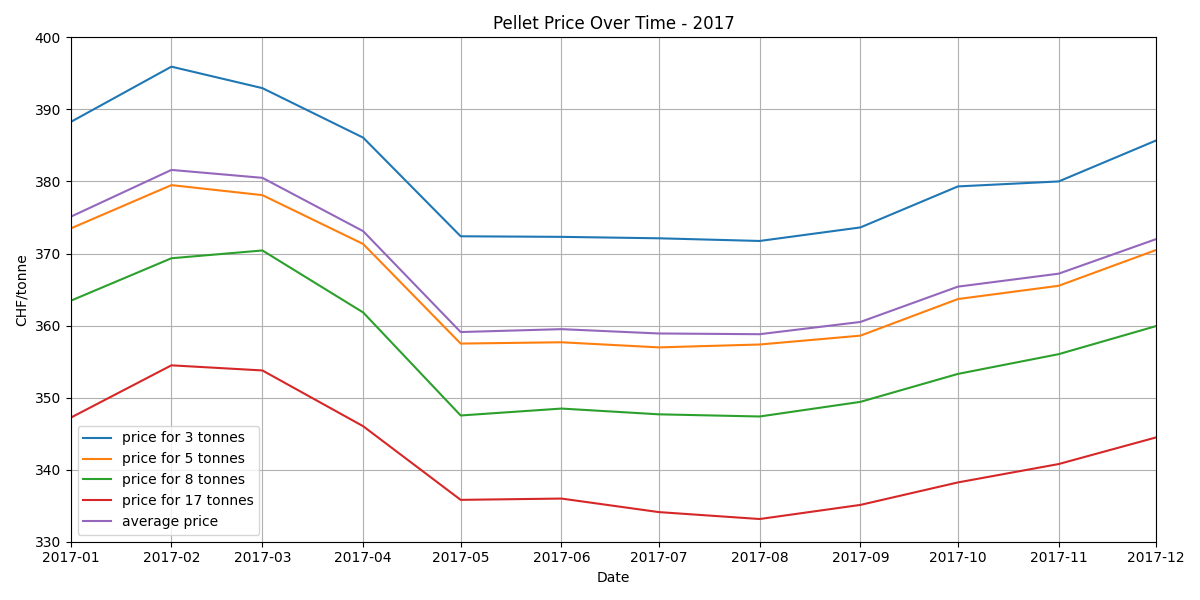 Pellet Price Over Time - 2017
400
390
380
370
360
350
340
330
CHF/tonne
price for 3 tonnes
price for 5 tonnes
price for 8 tonnes
price for 17 tonnes
average price
2017-01 2017-02 2017-03 2017-04 2017-05 2017-06 2017-07 2017-08 2017-09 2017-10 2017-11 2017-12
Date